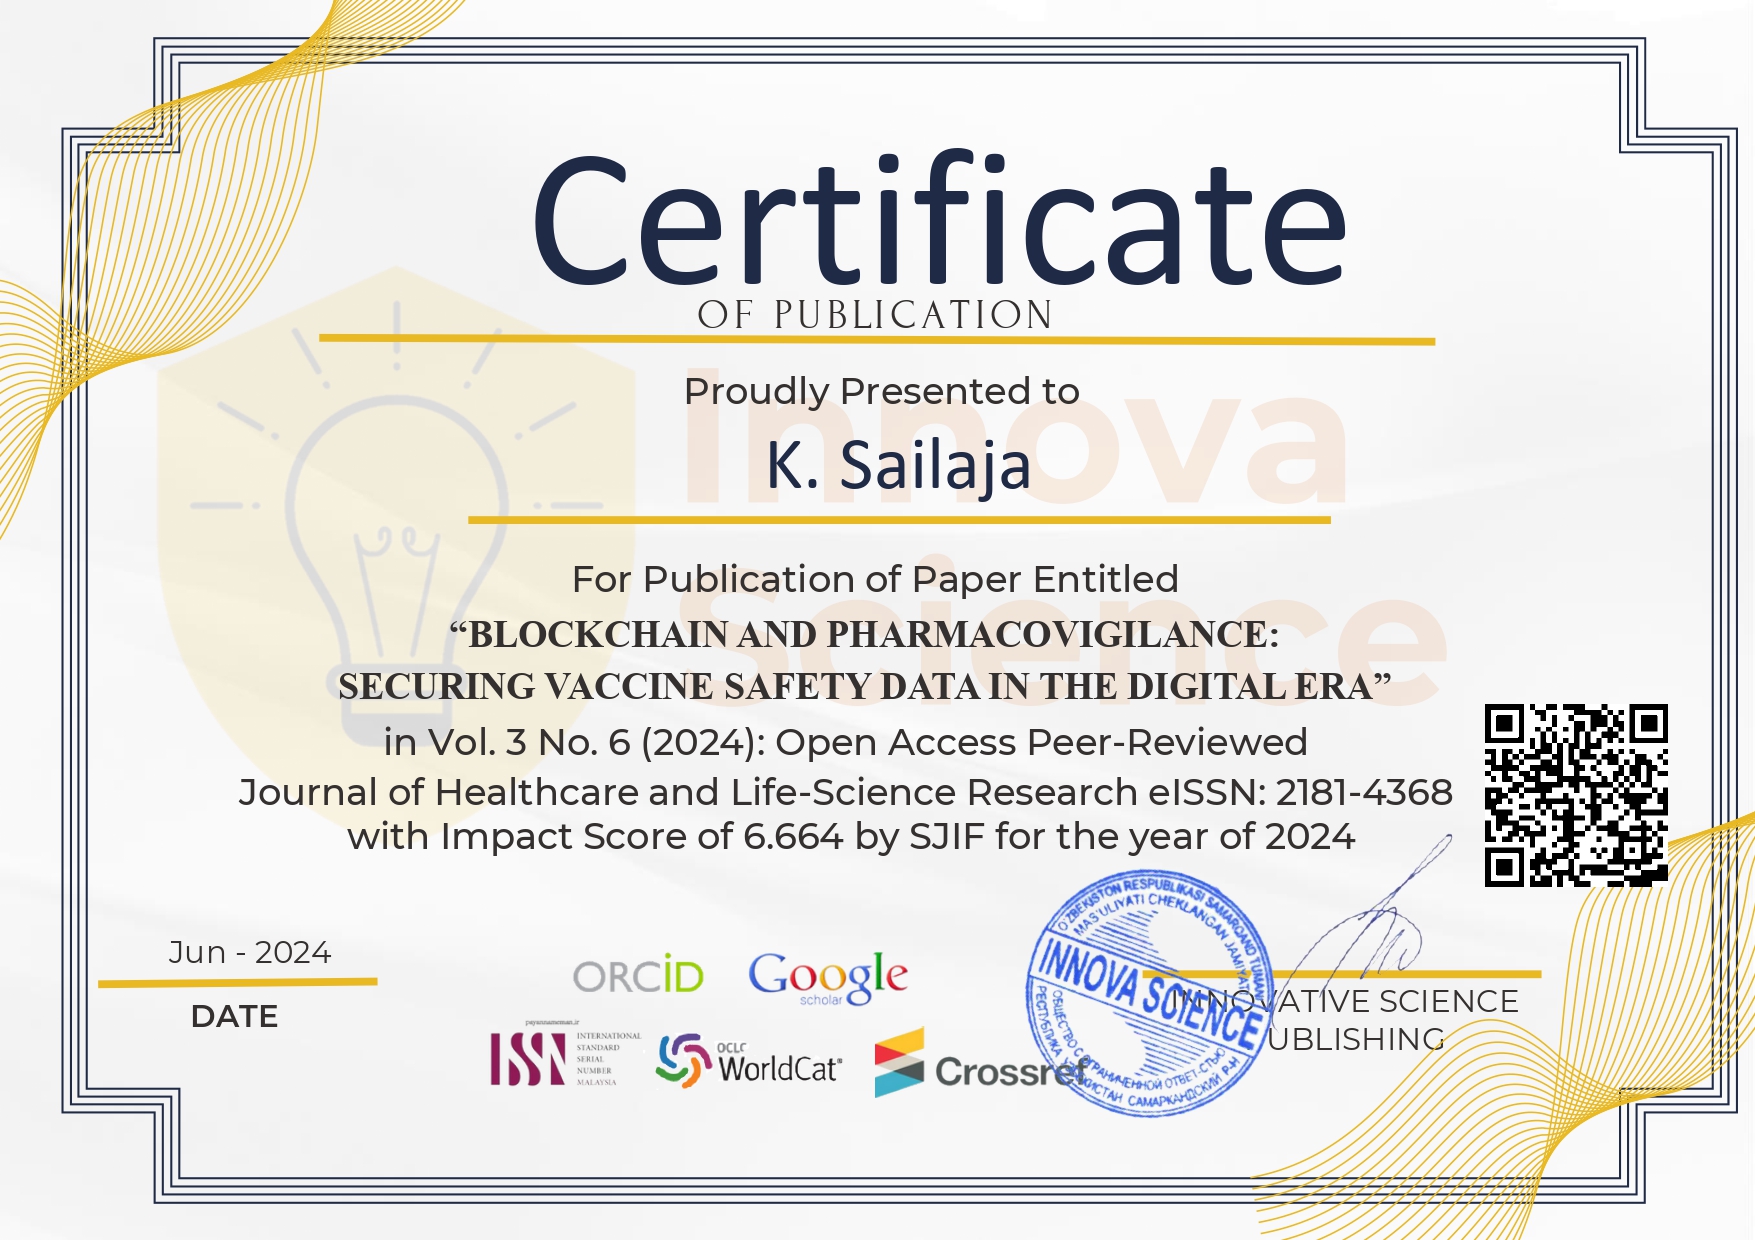 Certificate
OF PUBLICATION
Innova
Science
Proudly Presented to
K. Sailaja
For Publication of Paper Entitled
“BLOCKCHAIN AND PHARMACOVIGILANCE:
SECURING VACCINE SAFETY DATA IN THE DIGITAL ERA”
in Vol. 3 No. 6 (2024): Open Access Peer-Reviewed
Journal of Healthcare and Life-Science Research eISSN: 2181-4368
with Impact Score of 6.664 by SJIF for the year of 2024
Jun - 2024
DATE
ORCiD
Google
scholar
payannameman.ir
ISSN
INTERNATIONAL
STANDARD
SERIAL
NUMBER
MALAYSIA
OCLC
WorldCat®
Crossref
O'ZBEKISTON RESPUBLIKASI SAMARQAND TUMANI
MAS'ULIYATI CHEKLANGAN JAMIYATI
INNOVA SCIENCE
ОБЩЕСТВО С ОГРАНИЧЕННОЙ ОТВЕТ-СТЬЮ
РЕСПУБЛИКА УЗБЕКИСТАН САМАРКАНДСКИЙ Р-Н
INNOVATIVE SCIENCE
UBLISHING